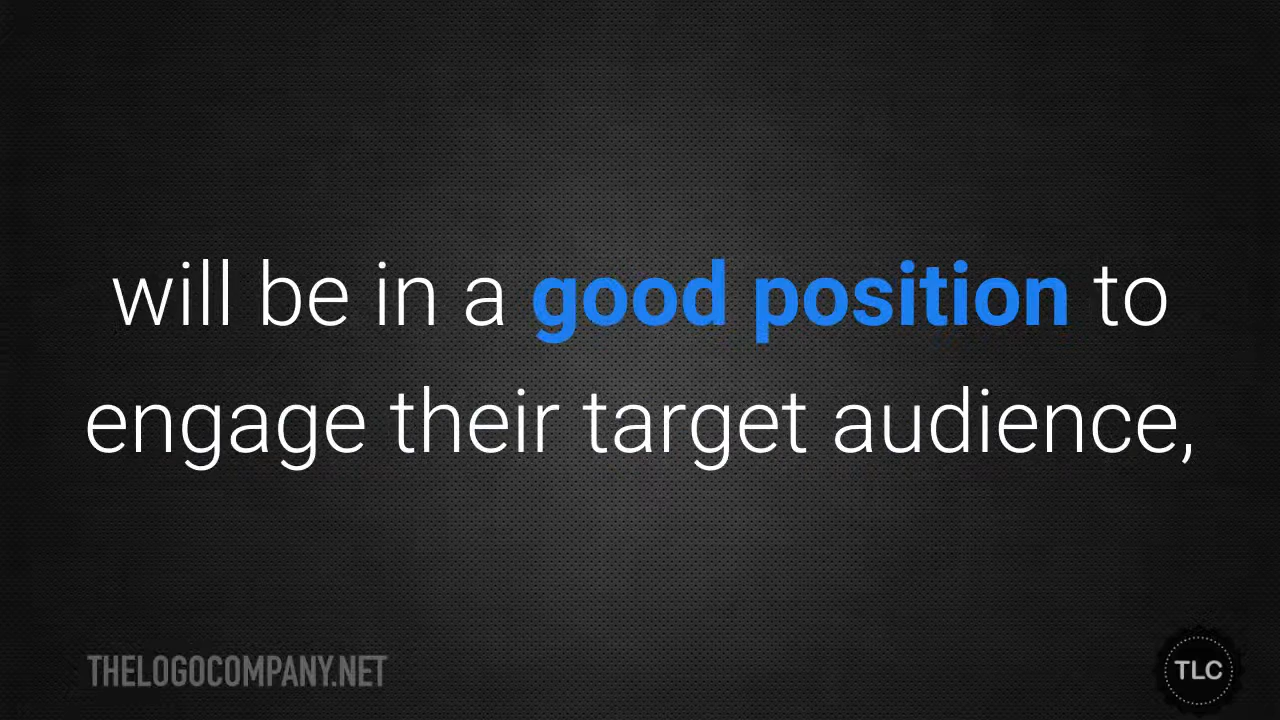 will be in a good position to
engage their target audience,
THELOGOCOMPANY.NET
TLC